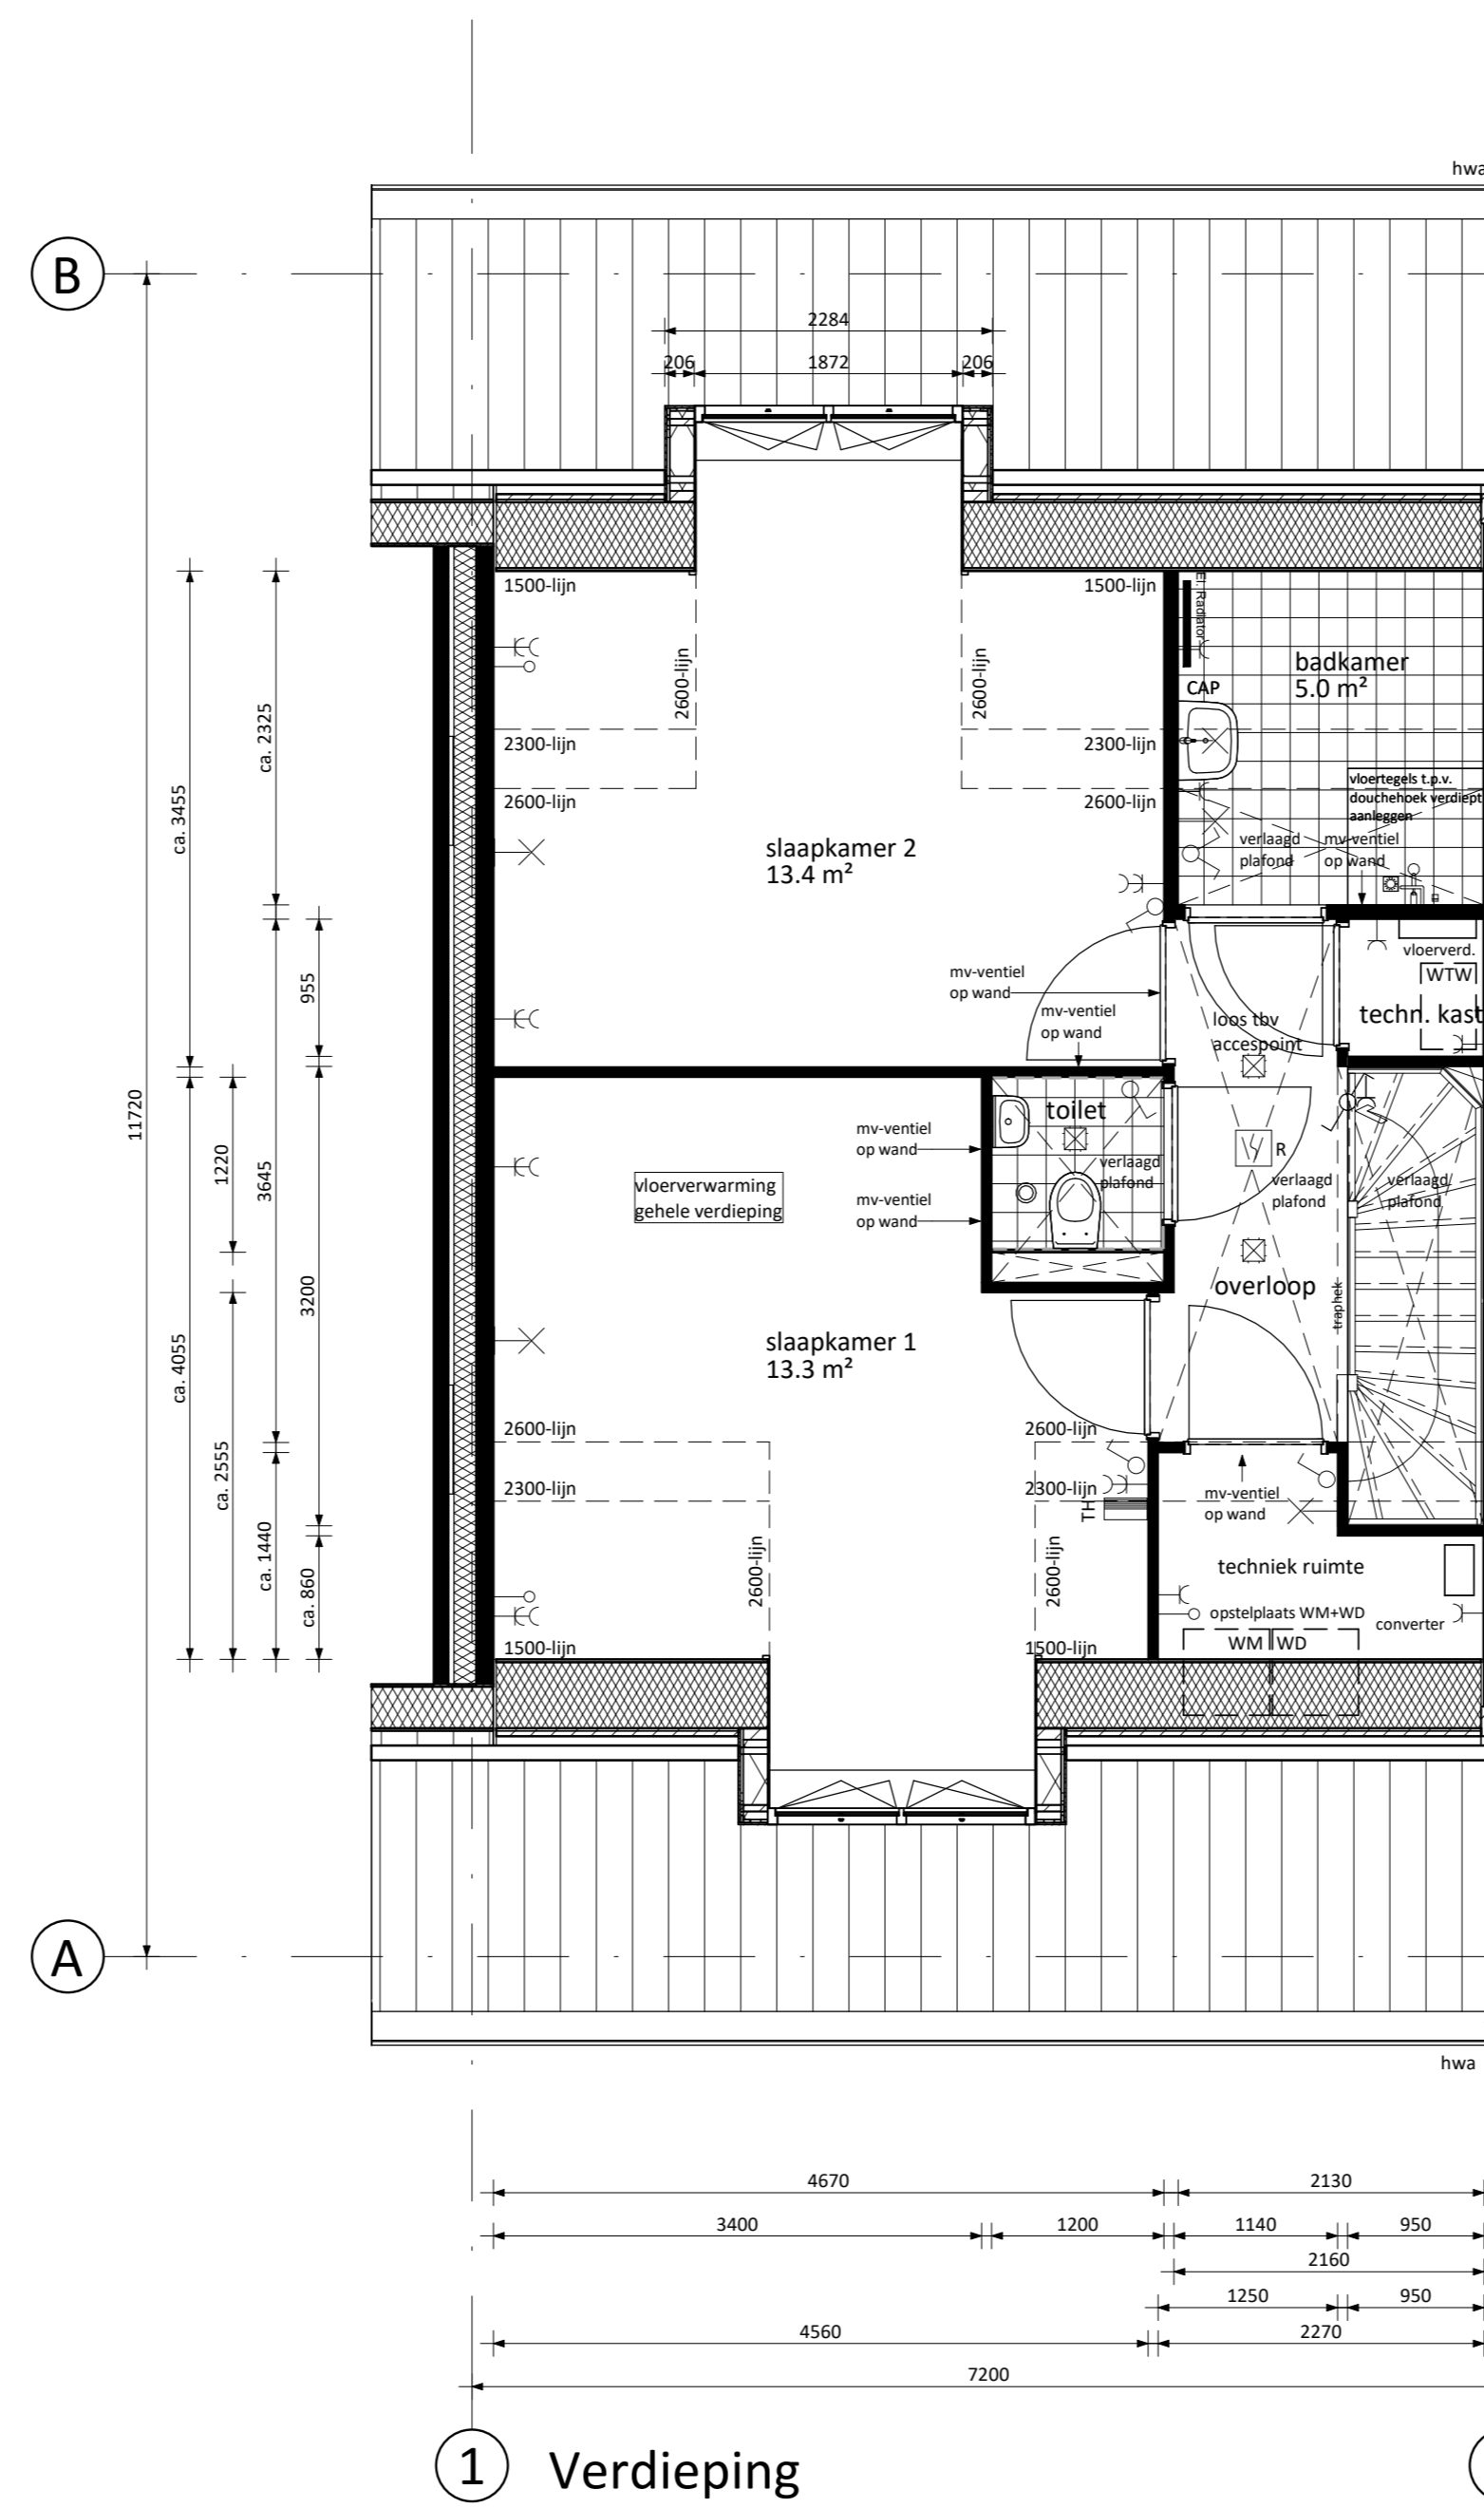 hwa
B
2284
206
1872
206
1500-lijn
1500-lijn
El. Radiator
2600-lijn
2600-lijn
badkamer
5.0 m²
CAP
2300-lijn
2300-lijn
2600-lijn
2600-lijn
vloertegels t.p.v.
douchehoek verdiept
aanleggen
verlaagd
plafond
mv-ventiel
op wand
slaapkamer 2
13.4 m²
ca. 3455
ca. 2325
955
11720
mv-ventiel
op wand
mv-ventiel
op wand
loos tbv
accespoint
vloerverd.
WTW
techn. kast
toilet
mv-ventiel
op wand
verlaagd
plafond
mv-ventiel
op wand
R
verlaagd
plafond
verlaagd
plafond
vloerverwarming
gehele verdieping
1220
3645
3200
ca. 4055
ca. 2555
ca. 1440
ca. 860
overloop
traphek
slaapkamer 1
13.3 m²
2600-lijn
2600-lijn
2300-lijn
2300-lijn
TH
2600-lijn
2600-lijn
mv-ventiel
op wand
techniek ruimte
opstelplaats WM+WD
converter
WM
WD
1500-lijn
1500-lijn
A
hwa
4670
2130
3400
1200
1140
950
2160
1250
950
4560
2270
7200
1
Verdieping